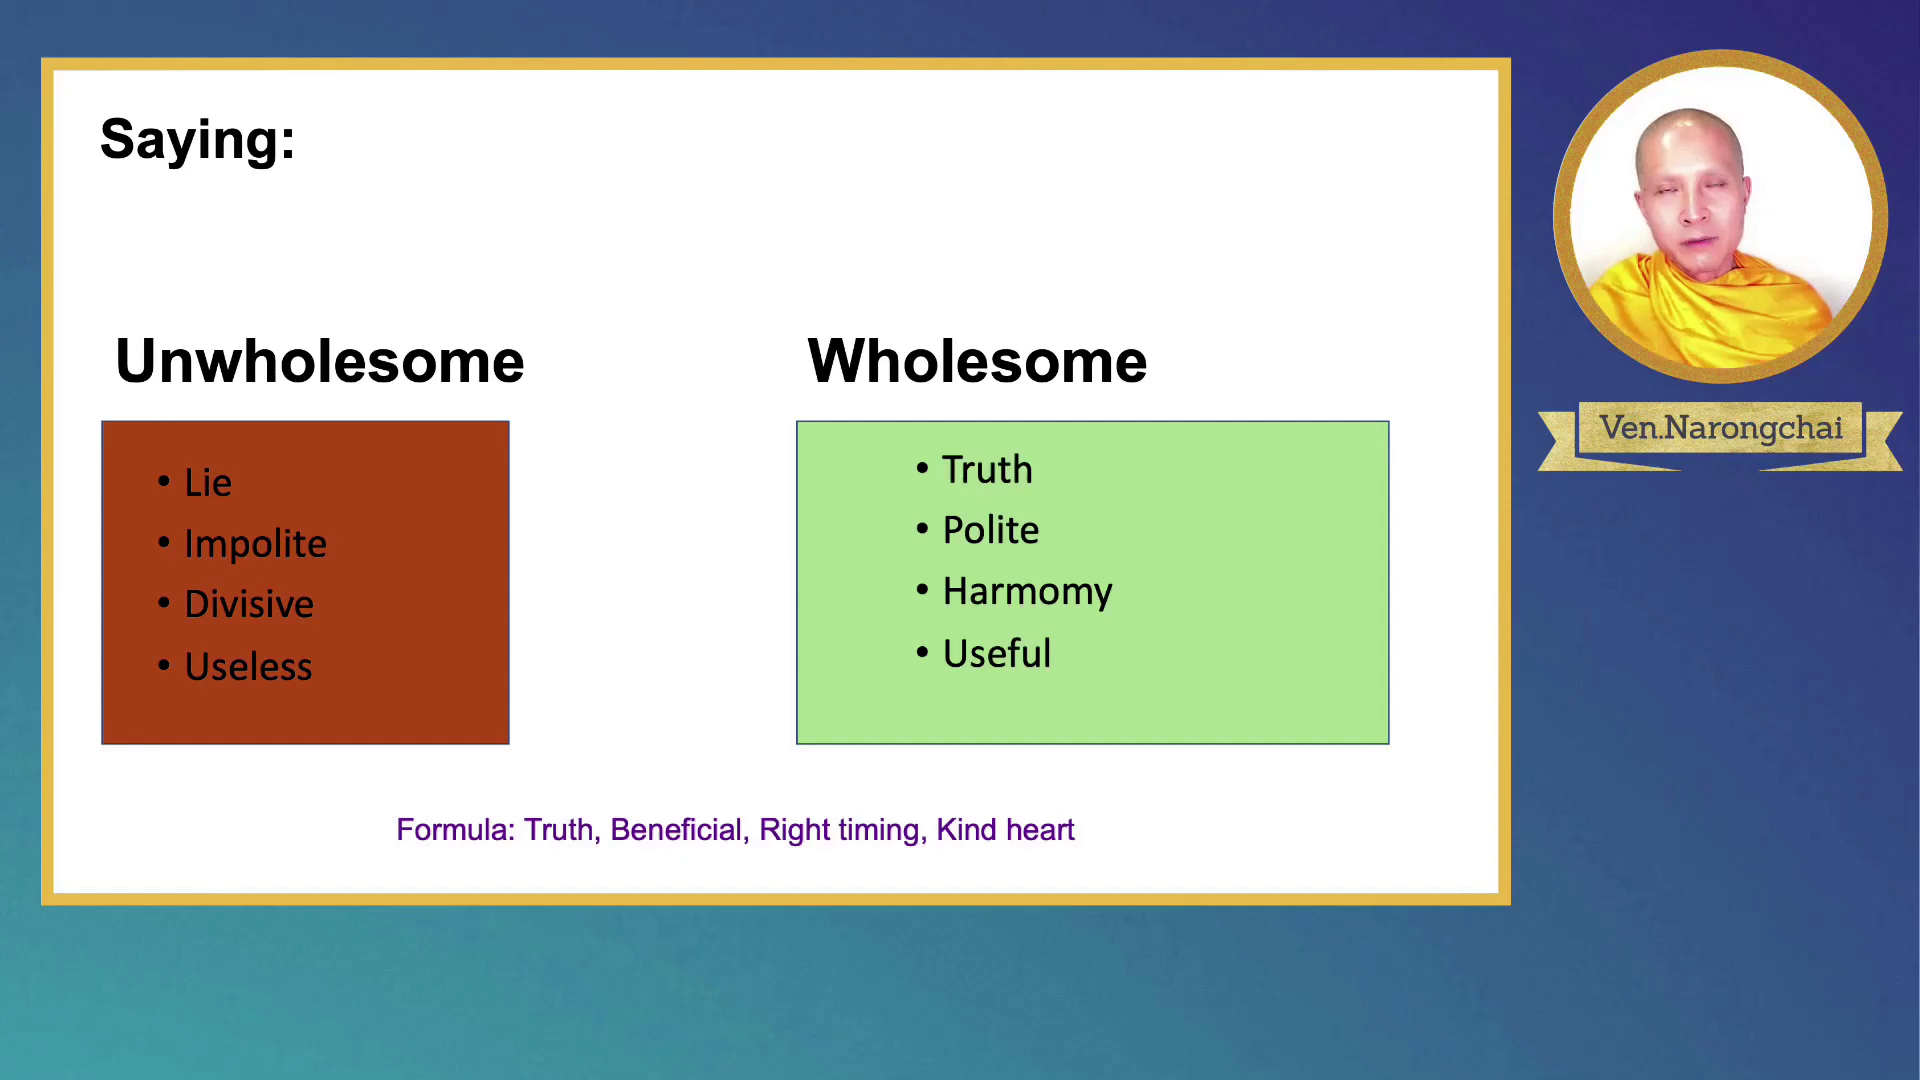 Saying:
Unwholesome
• Lie
• Impolite
• Divisive
• Useless
Wholesome
• Truth
• Polite
• Harmomy
• Useful
Formula: Truth, Beneficial, Right timing, Kind heart
Ven.Narongchai